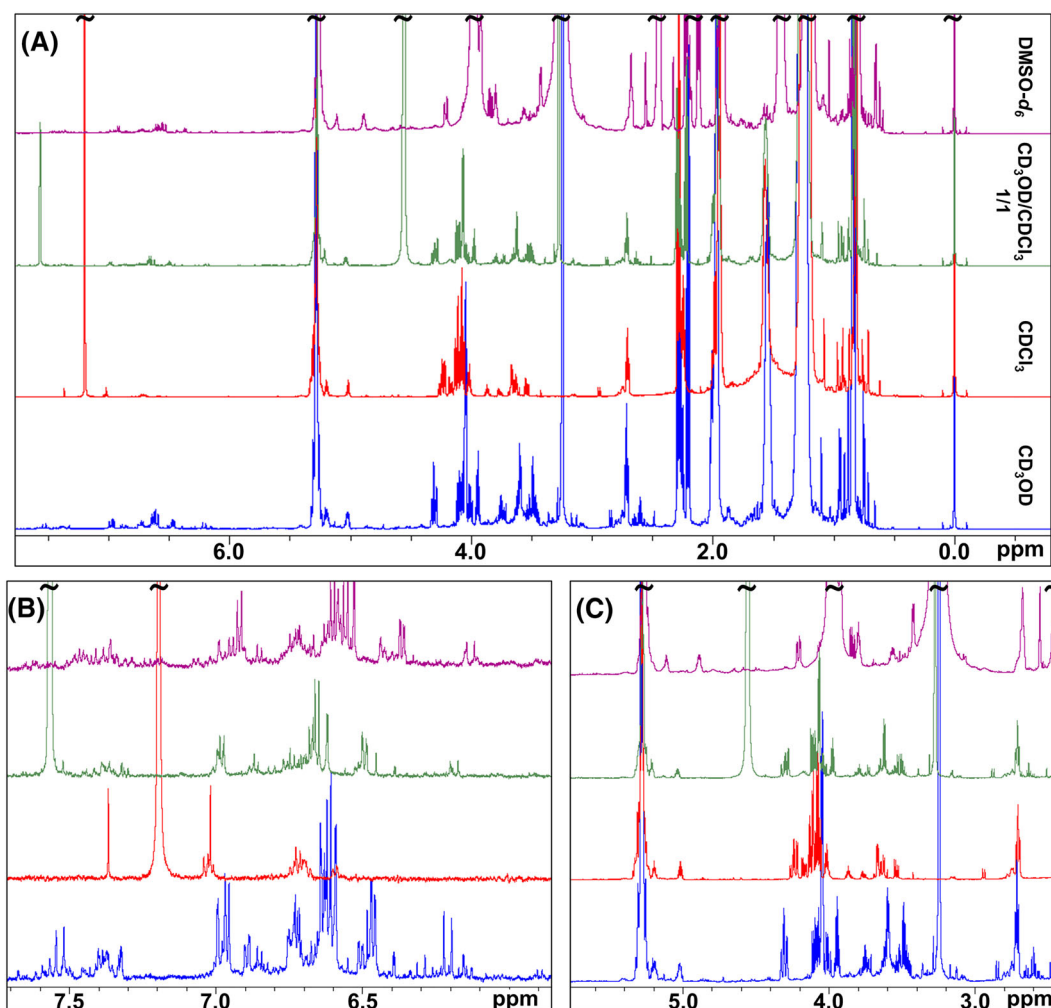 (A)
DMSO-d6
CD3OD/CDCl3
1/1
CDCl3
CD3OD
6.0 4.0 2.0 0.0 ppm
(B)
7.5 7.0 6.5 ppm
(C)
5.0 4.0 3.0 ppm